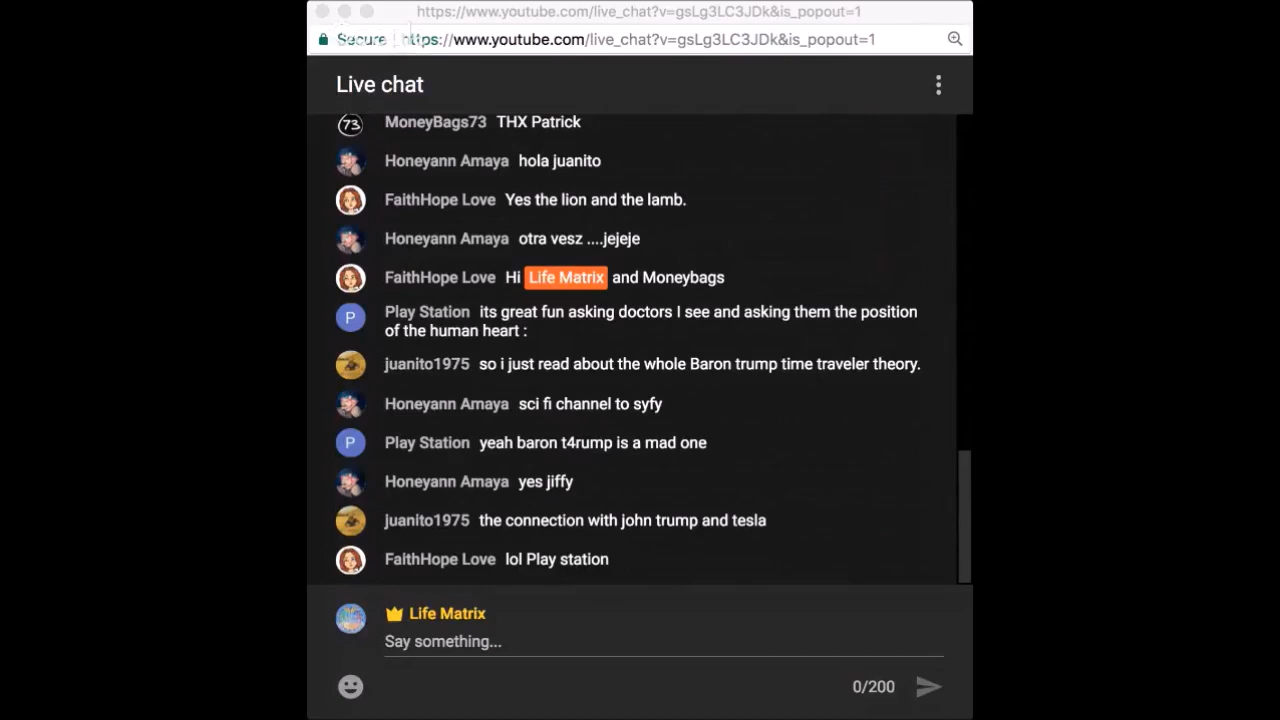 https://www.youtube.com/live_chat?v=gsLg3LC3JDk&is_popout=1
Secure https://www.youtube.com/live_chat?v=gsLg3LC3JDk&is_popout=1
Live chat
73 MoneyBags73 THX Patrick
Honeyann Amaya hola juanito
FaithHope Love Yes the lion and the lamb.
Honeyann Amaya otra vesz ....jejeje
FaithHope Love Hi Life Matrix and Moneybags
P Play Station its great fun asking doctors I see and asking them the position
of the human heart :
juanito1975 so i just read about the whole Baron trump time traveler theory.
Honeyann Amaya sci fi channel to syfy
P Play Station yeah baron t4rump is a mad one
Honeyann Amaya yes jiffy
juanito1975 the connection with john trump and tesla
FaithHope Love lol Play station
Life Matrix
Say something...
0/200